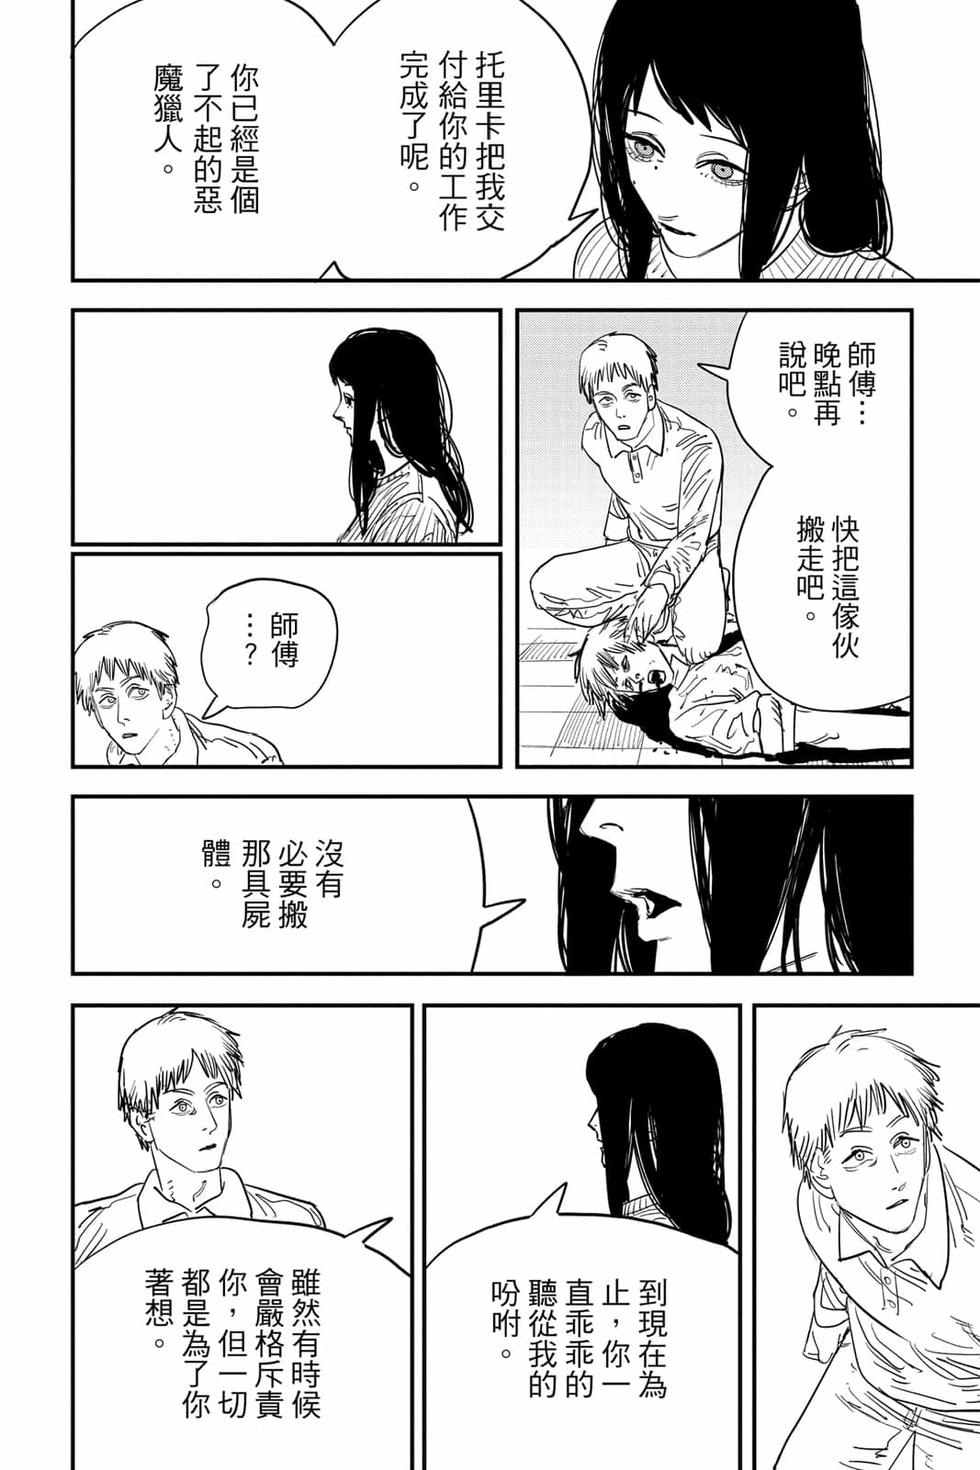 托里卡把我交
付給你的工作
完成了呢。
你已經是個
了不起的惡
魔獵人。
師傅…
晚點再
說吧。
快把這傢伙
搬走吧。
師傅
…?
沒有
必要搬
那具屍
體。
到現在為
止，你一
直乖乖的
聽從我的
吩咐。
雖然有時候
會嚴格斥責
你，但一切
都是為了你
著想。